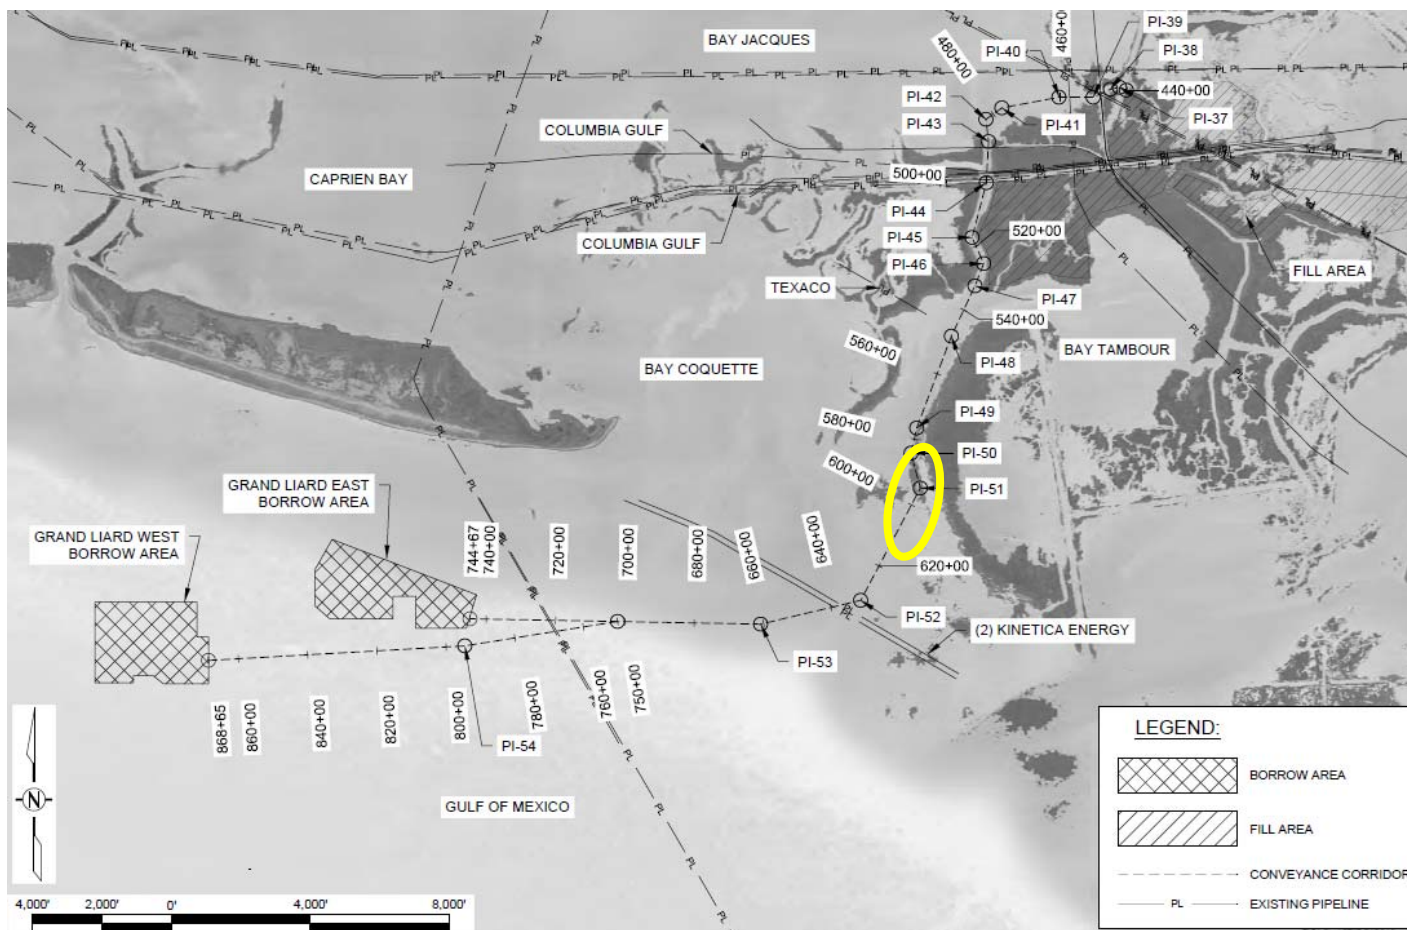 BAY JACQUES
480+00
PI-40
460+00
PI-39
PI-38
440+00
PI-42
PI-41
PI-37
PI-43
COLUMBIA GULF
CAPRIEN BAY
500+00
PI-44
COLUMBIA GULF
PI-45
520+00
PI-46
FILL AREA
TEXACO
PI-47
540+00
560+00
BAY COQUETTE
PI-48
BAY TAMBOUR
580+00
PI-49
PI-50
600+00
PI-51
GRAND LIARD EAST
BORROW AREA
GRAND LIARD WEST
BORROW AREA
744+67
740+00
720+00
700+00
680+00
660+00
640+00
620+00
PI-52
(2) KINETICA ENERGY
PI-53
868+65
860+00
840+00
820+00
800+00
780+00
760+00
750+00
PI-54
N
GULF OF MEXICO
LEGEND:
BORROW AREA
FILL AREA
CONVEYANCE CORRIDOR
PL EXISTING PIPELINE
4,000' 2,000' 0' 4,000' 8,000'